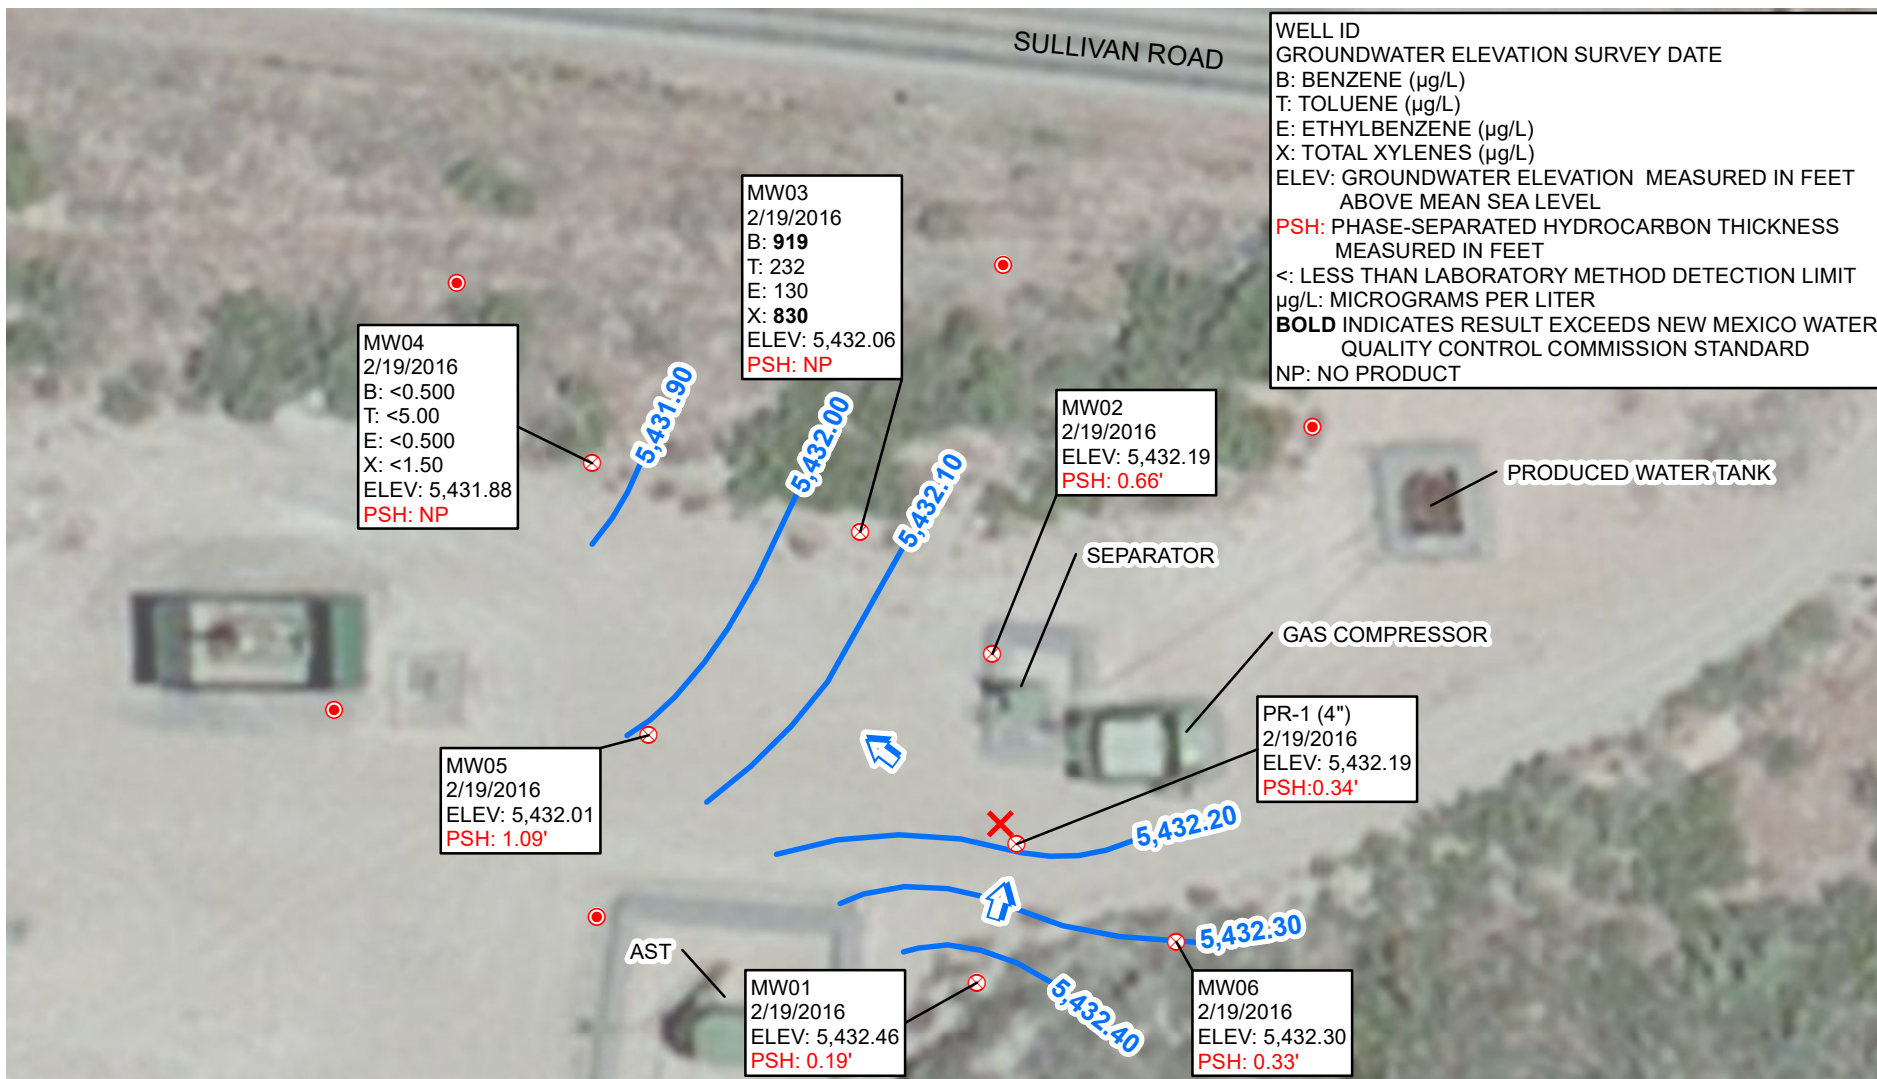 SULLIVAN ROAD
WELL ID
GROUNDWATER ELEVATION SURVEY DATE
B: BENZENE (µg/L)
T: TOLUENE (µg/L)
E: ETHYLBENZENE (µg/L)
X: TOTAL XYLENES (µg/L)
ELEV: GROUNDWATER ELEVATION MEASURED IN FEET
ABOVE MEAN SEA LEVEL
PSH: PHASE-SEPARATED HYDROCARBON THICKNESS
MEASURED IN FEET
<: LESS THAN LABORATORY METHOD DETECTION LIMIT
µg/L: MICROGRAMS PER LITER
BOLD INDICATES RESULT EXCEEDS NEW MEXICO WATER
QUALITY CONTROL COMMISSION STANDARD
NP: NO PRODUCT
MW03
2/19/2016
B: 919
T: 232
E: 130
X: 830
ELEV: 5,432.06
PSH: NP
MW04
2/19/2016
B: <0.500
T: <5.00
E: <0.500
X: <1.50
ELEV: 5,431.88
PSH: NP
5,431.90
5,432.00
5,432.10
MW02
2/19/2016
ELEV: 5,432.19
PSH: 0.66'
PRODUCED WATER TANK
SEPARATOR
GAS COMPRESSOR
PR-1 (4")
2/19/2016
ELEV: 5,432.19
PSH:0.34'
MW05
2/19/2016
ELEV: 5,432.01
PSH: 1.09'
5,432.20
5,432.30
5,432.40
AST
MW01
2/19/2016
ELEV: 5,432.46
PSH: 0.19'
MW06
2/19/2016
ELEV: 5,432.30
PSH: 0.33'